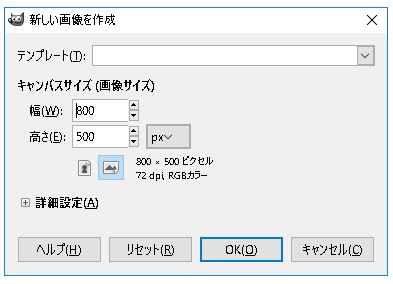 新しい画像を作成
テンプレート(T):
キャンバスサイズ (画像サイズ)
幅(W): 800
高さ(E): 500 px
800 × 500 ピクセル
72 dpi, RGBカラー
詳細設定(A)
ヘルプ(H) リセット(R) OK(O) キャンセル(C)